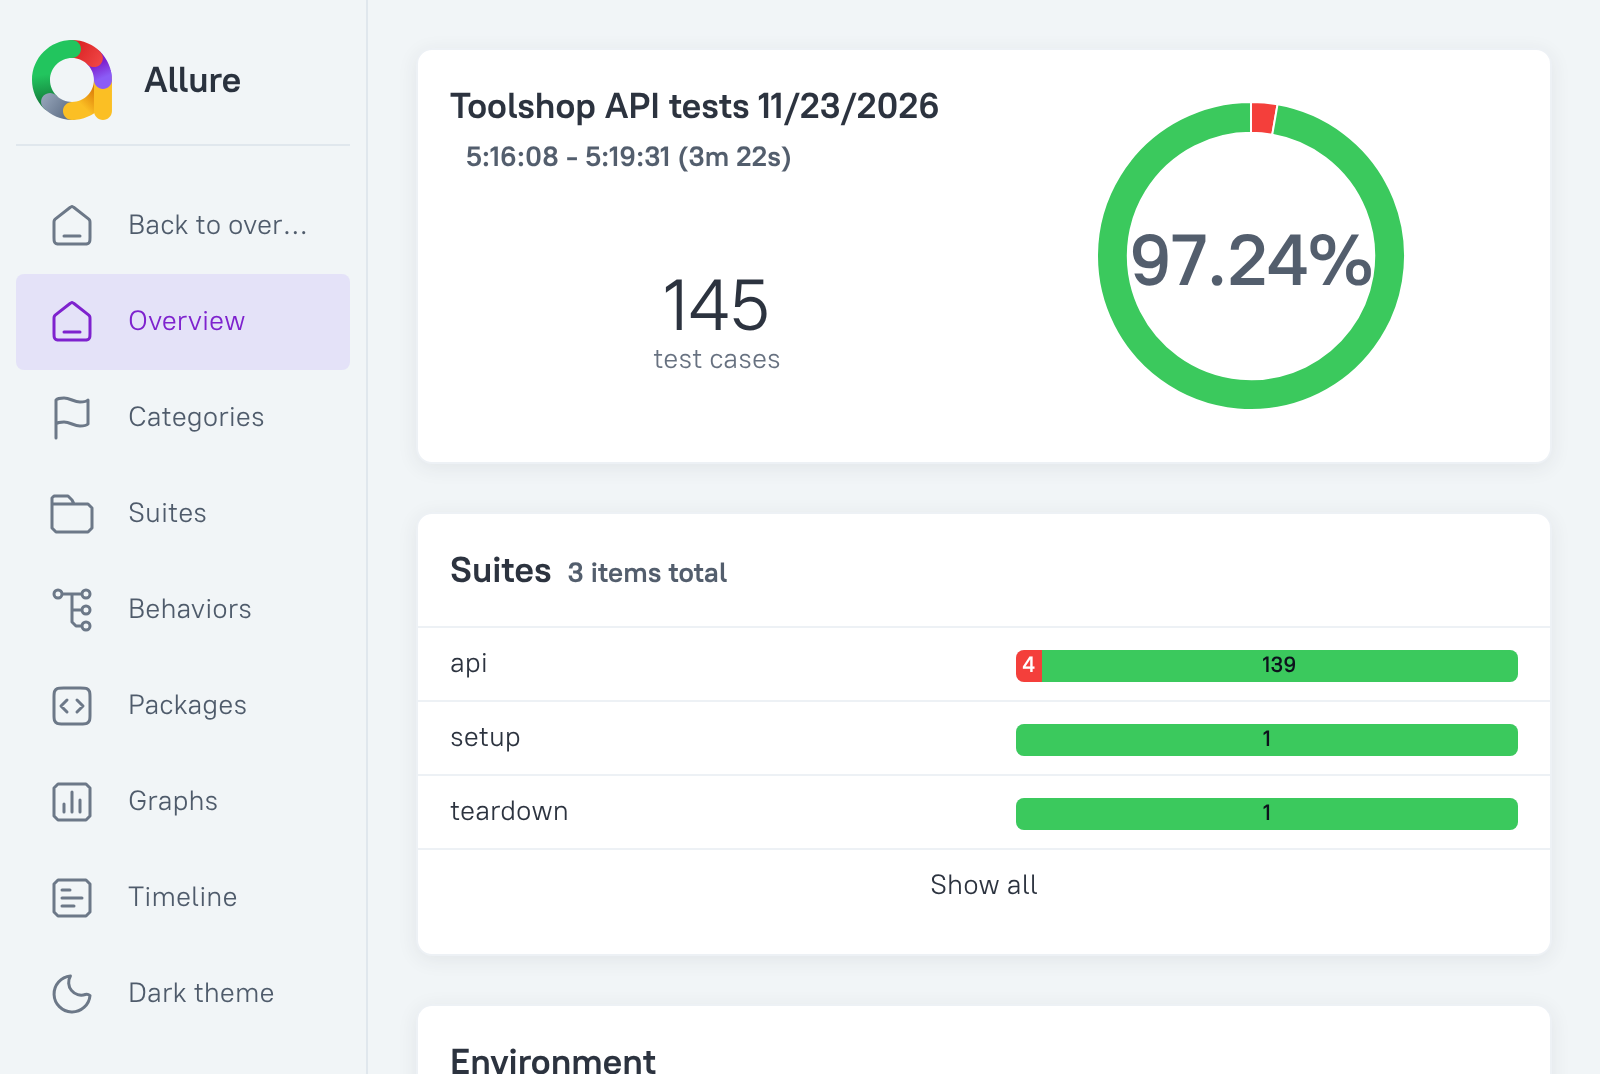 Allure
Back to over...
Overview
Categories
Suites
Behaviors
Packages
Graphs
Timeline
Dark theme
Toolshop API tests 11/23/2026
5:16:08 - 5:19:31 (3m 22s)
145
test cases
97.24%
Suites 3 items total
api 4 139
setup 1
teardown 1
Show all
Environment